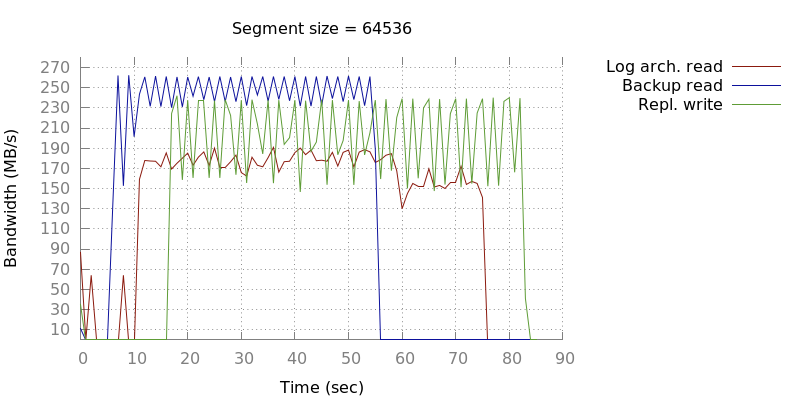 Segment size = 64536
Log arch. read
Backup read
Repl. write
270
250
230
210
190
170
150
130
110
90
70
50
30
10
Bandwidth (MB/s)
0 10 20 30 40 50 60 70 80 90
Time (sec)